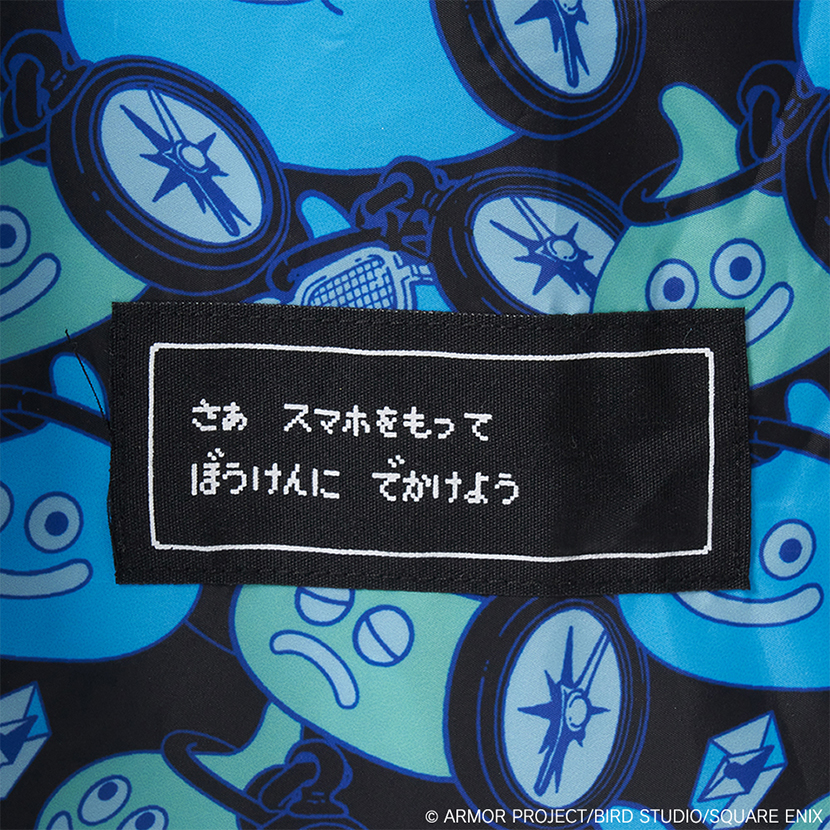 さあ スマホをもって
ぼうけんに でかけよう
© ARMOR PROJECT/BIRD STUDIO/SQUARE ENIX